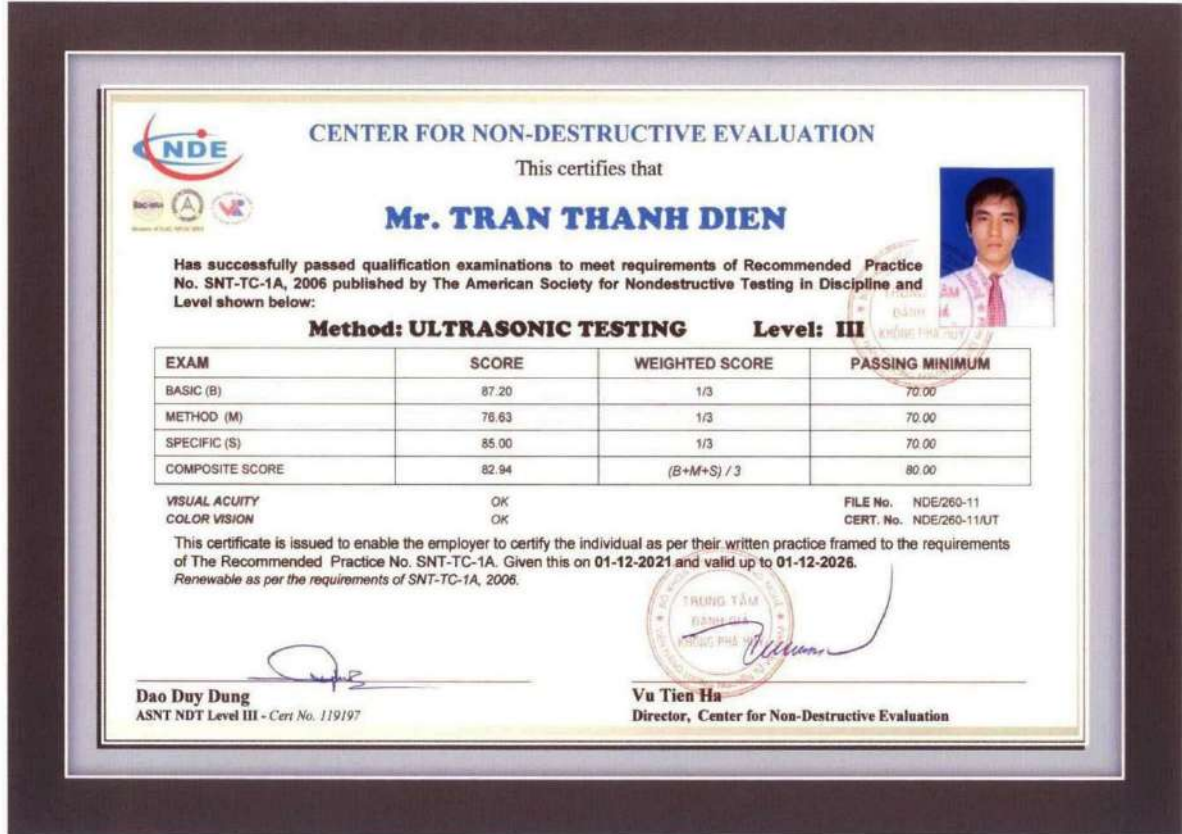 NDE
CENTER FOR NON-DESTRUCTIVE EVALUATION
This certifies that
Mr. TRAN THANH DIEN
Has successfully passed qualification examinations to meet requirements of Recommended Practice
No. SNT-TC-1A, 2006 published by The American Society for Nondestructive Testing in Discipline and
Level shown below:
Method: ULTRASONIC TESTING Level: III
EXAM SCORE WEIGHTED SCORE PASSING MINIMUM
BASIC (B) 87.20 1/3 70.00
METHOD (M) 76.63 1/3 70.00
SPECIFIC (S) 85.00 1/3 70.00
COMPOSITE SCORE 82.94 (B+M+S) / 3 80.00
VISUAL ACUITY OK FILE No. NDE/260-11
COLOR VISION OK CERT. No. NDE/260-11/UT
This certificate is issued to enable the employer to certify the individual as per their written practice framed to the requirements
of The Recommended Practice No. SNT-TC-1A. Given this on 01-12-2021 and valid up to 01-12-2026.
Renewable as per the requirements of SNT-TC-1A, 2006.
TRUNG TÂM
ĐÁNH GIÁ
KHÔNG PHÁ HUỶ
Dao Duy Dung
ASNT NDT Level III - Cert No. 119197
Vu Tien Ha
Director, Center for Non-Destructive Evaluation